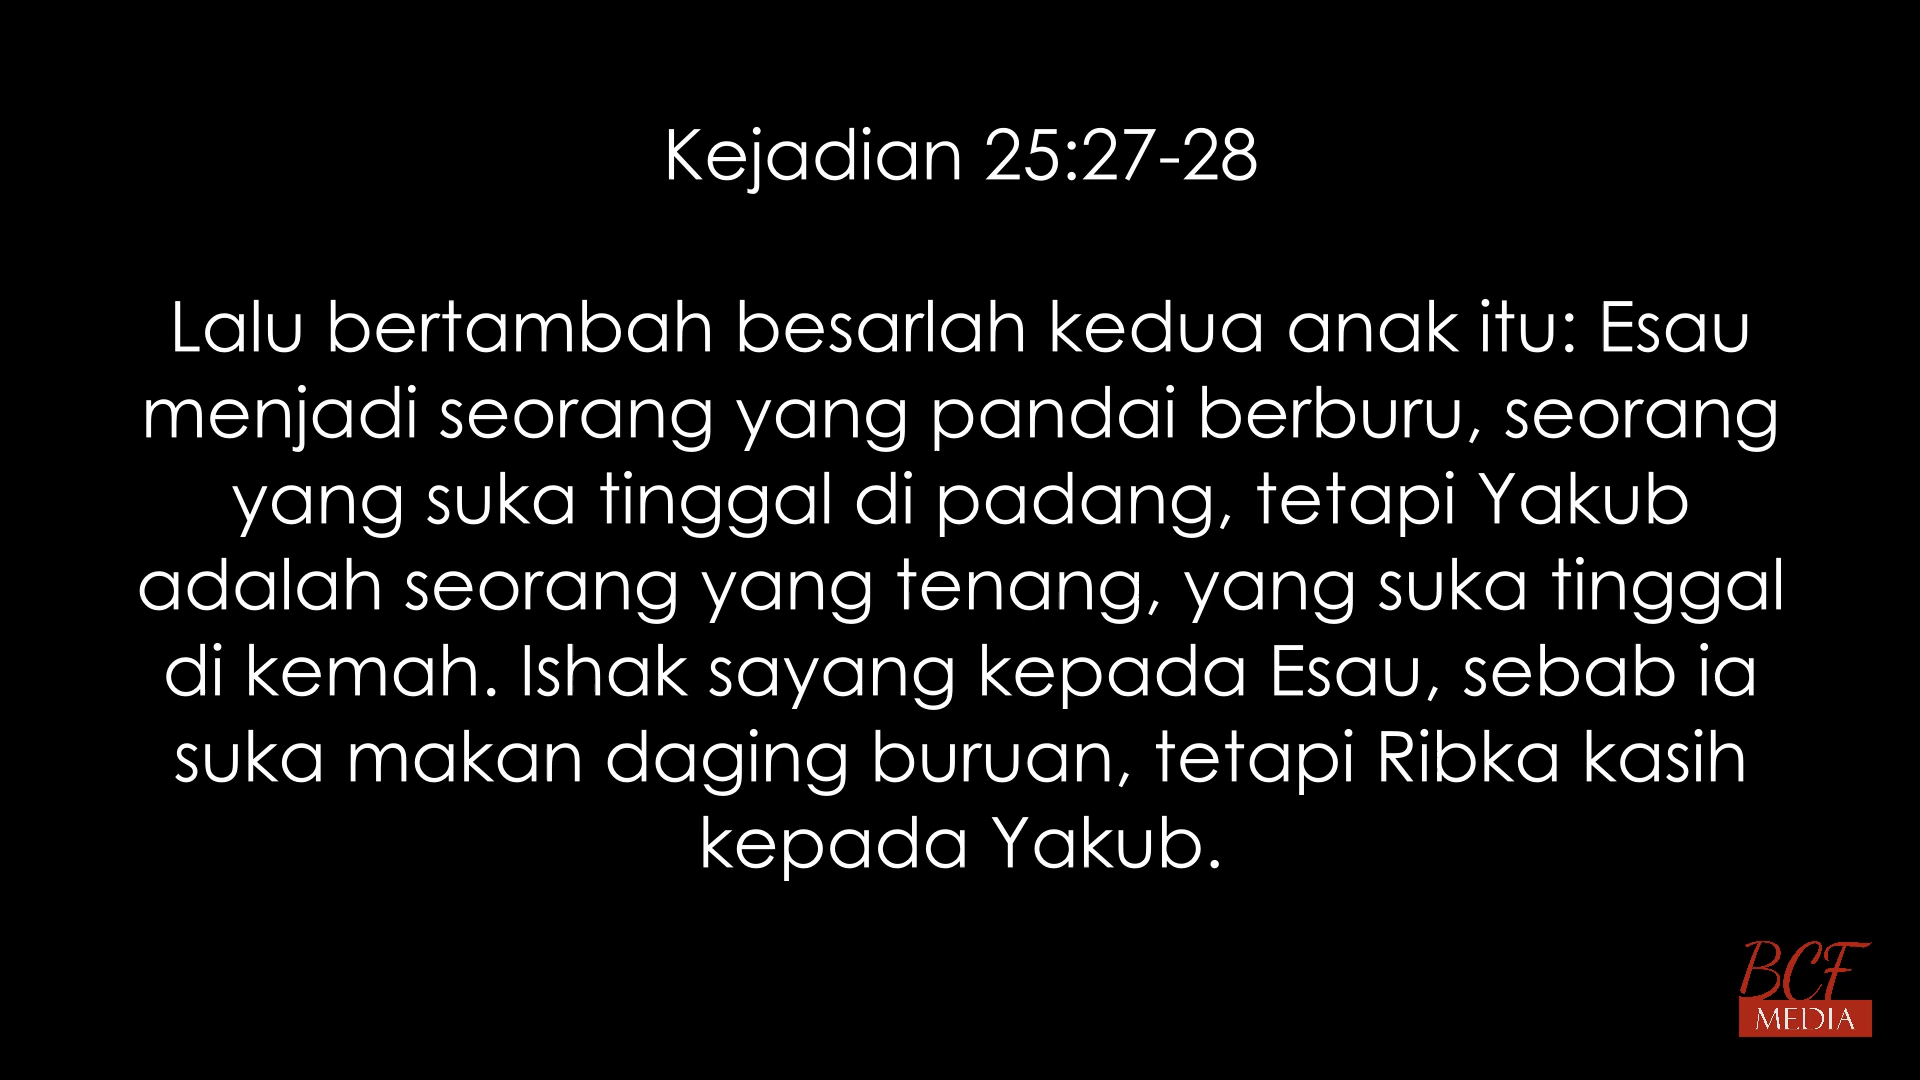 Kejadian 25:27-28
Lalu bertambah besarlah kedua anak itu: Esau
menjadi seorang yang pandai berburu, seorang
yang suka tinggal di padang, tetapi Yakub
adalah seorang yang tenang, yang suka tinggal
di kemah. Ishak sayang kepada Esau, sebab ia
suka makan daging buruan, tetapi Ribka kasih
kepada Yakub.
BCF
MEDIA